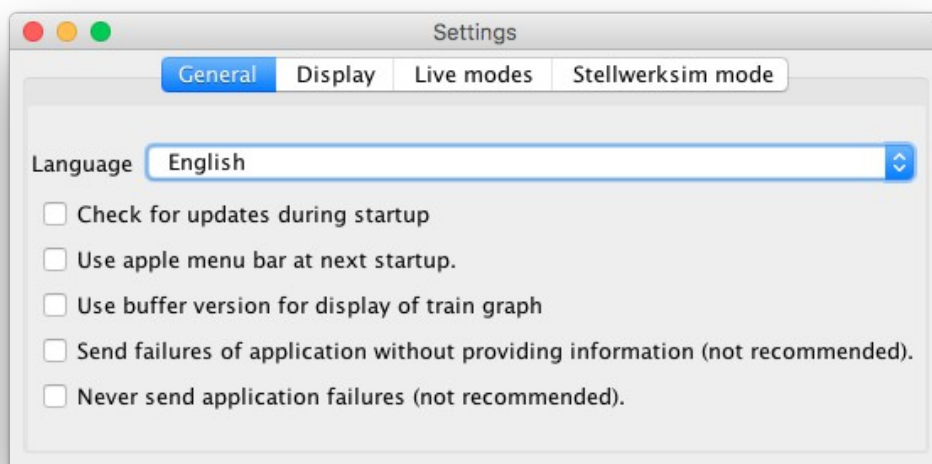 Settings
General Display Live modes Stellwerksim mode
Language English
Check for updates during startup
Use apple menu bar at next startup.
Use buffer version for display of train graph
Send failures of application without providing information (not recommended).
Never send application failures (not recommended).